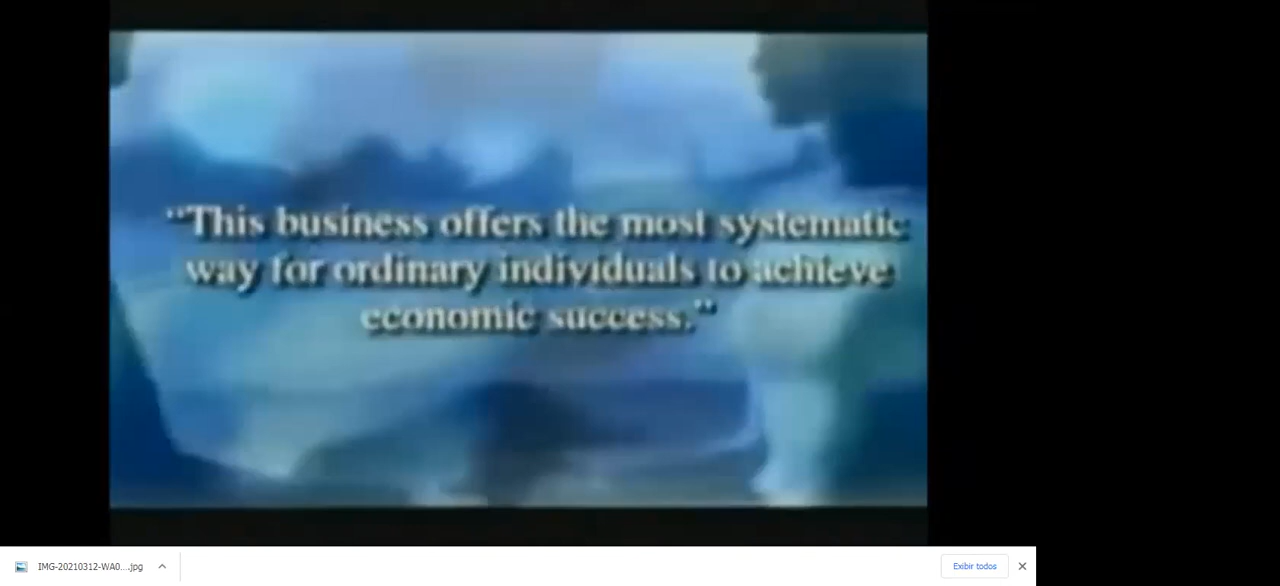 “This business offers the most systematic
way for ordinary individuals to achieve
economic success.”
IMG-20210312-WA0....jpg
Exibir todos